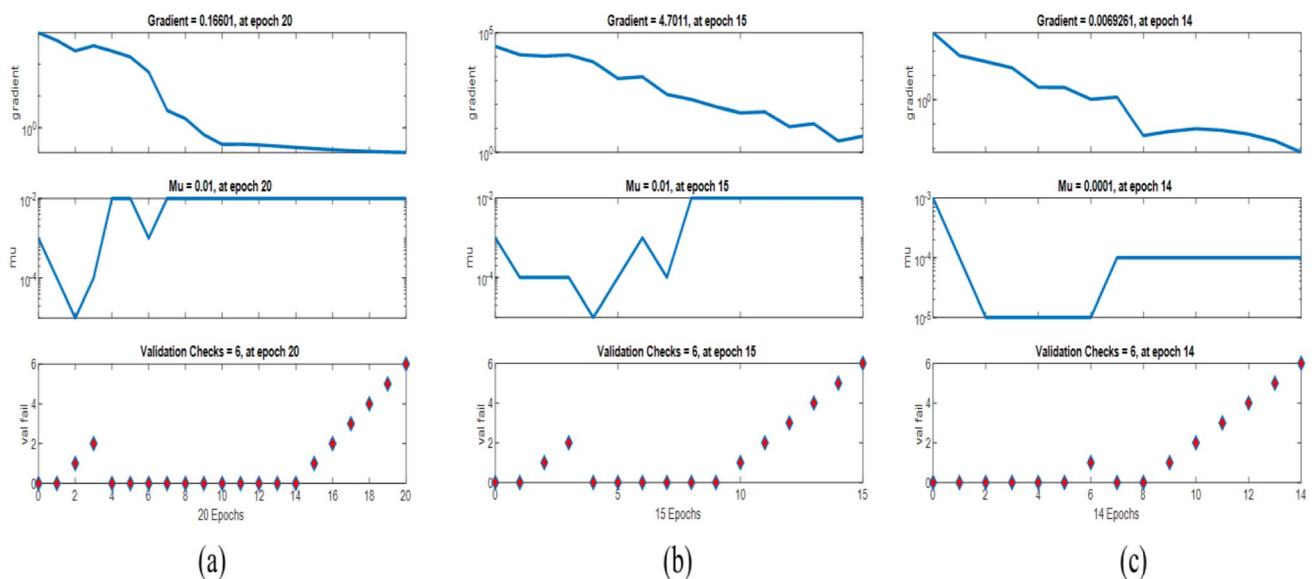 Gradient = 0.16601, at epoch 20
gradient
10^0
Mu = 0.01, at epoch 20
mu
10^-2
10^-4
Validation Checks = 6, at epoch 20
val fail
6
4
2
0
0 2 4 6 8 10 12 14 16 18 20
20 Epochs
(a)
Gradient = 4.7011, at epoch 15
gradient
10^5
10^0
Mu = 0.01, at epoch 15
mu
10^-2
10^-4
Validation Checks = 6, at epoch 15
val fail
6
4
2
0
0 5 10 15
15 Epochs
(b)
Gradient = 0.0069261, at epoch 14
gradient
10^0
Mu = 0.0001, at epoch 14
mu
10^-3
10^-4
10^-5
Validation Checks = 6, at epoch 14
val fail
6
4
2
0
0 2 4 6 8 10 12 14
14 Epochs
(c)